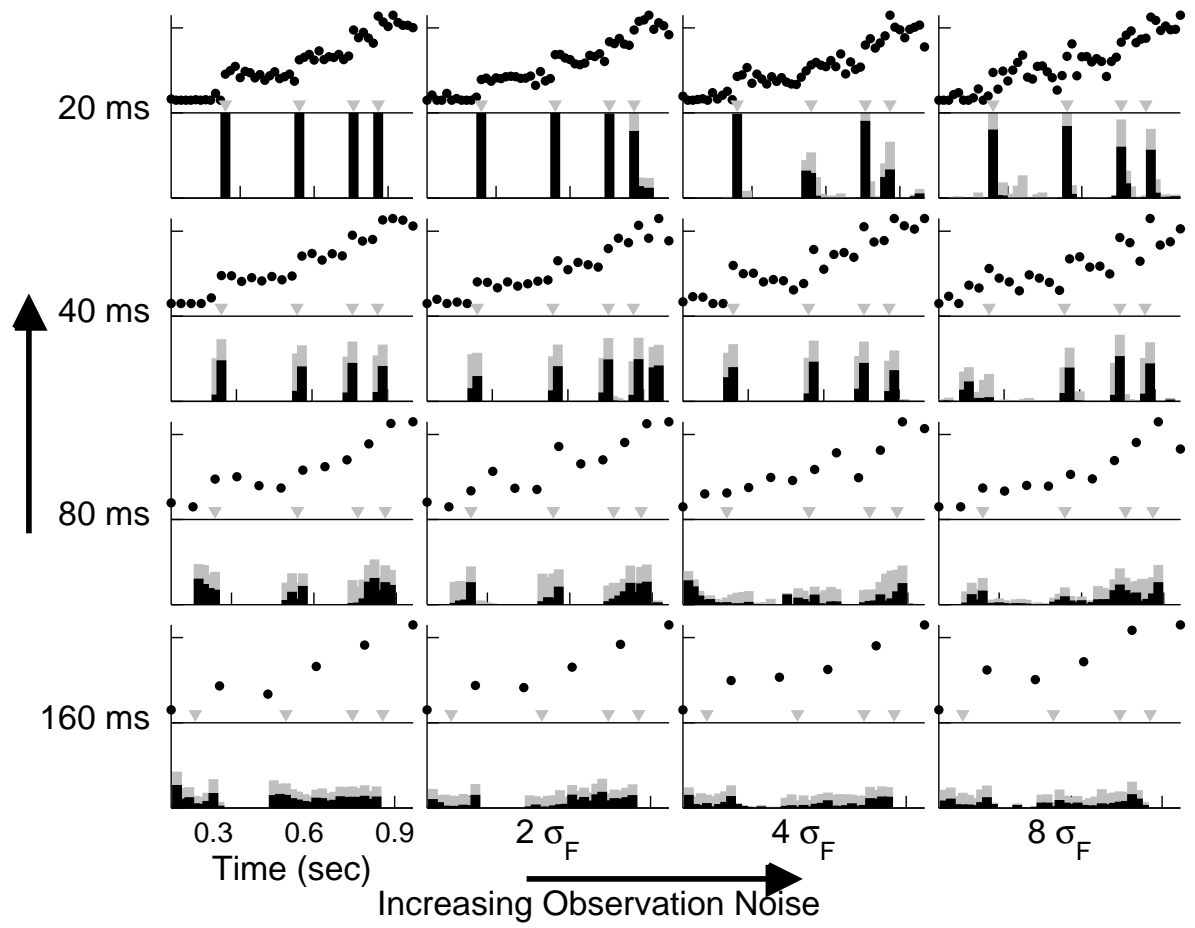 20 ms
40 ms
80 ms
160 ms
0.3 0.6 0.9 2 σF 4 σF 8 σF
Time (sec)
Increasing Observation Noise